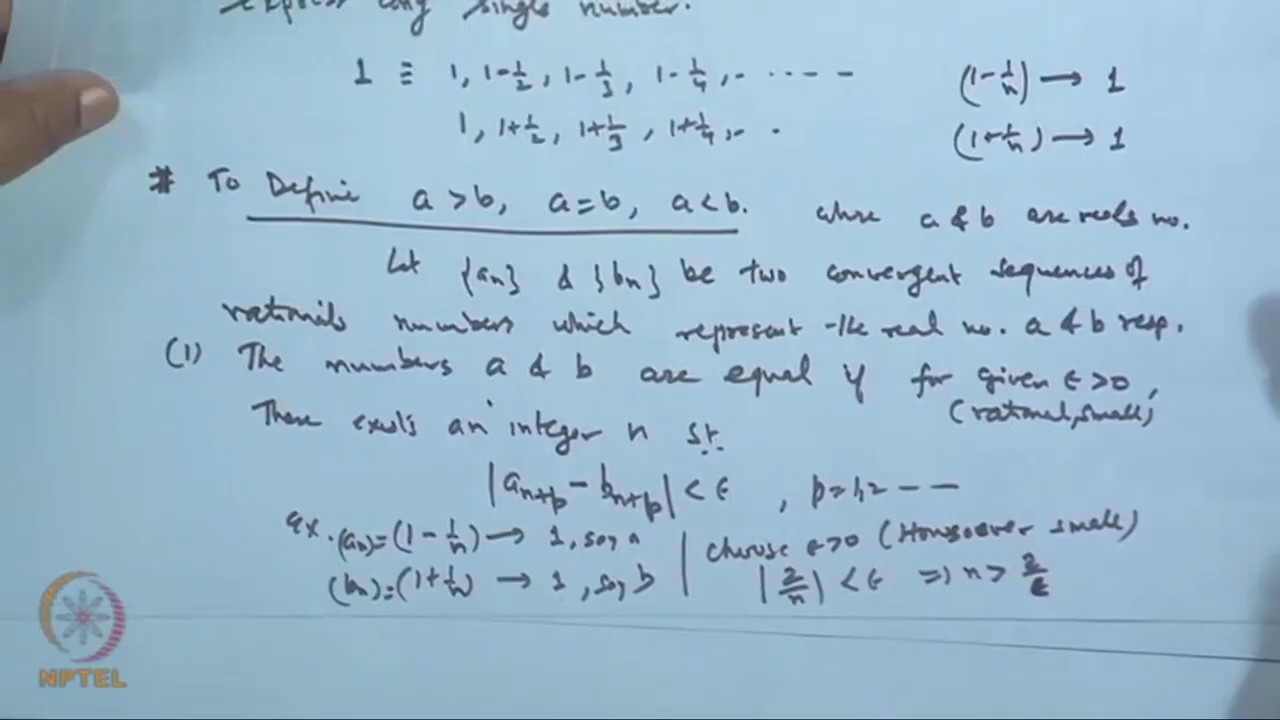 express any single number.
1 ≡ 1, 1-1/2, 1-1/3, 1-1/4, - ..... -- (1-1/n) → 1
1, 1+1/2, 1+1/3, 1+1/4, - . (1+1/n) → 1
# To Define a > b, a = b, a < b. where a & b are reals no.
Let {an} & {bn} be two convergent sequences of
rationals numbers which represent the real no. a & b resp.
(1) The numbers a & b are equal if for given ϵ > 0,
(rational, small)
There exists an integer n s.t.
|an+p - bn+p| < ϵ , p = 1, 2 ---
ex. (an) = (1-1/n) → 1, say a | choose ϵ > 0 (Howsoever small)
(bn) = (1+1/n) → 1, say b | |2/n| < ϵ ⇒ n > 2/ϵ
NPTEL